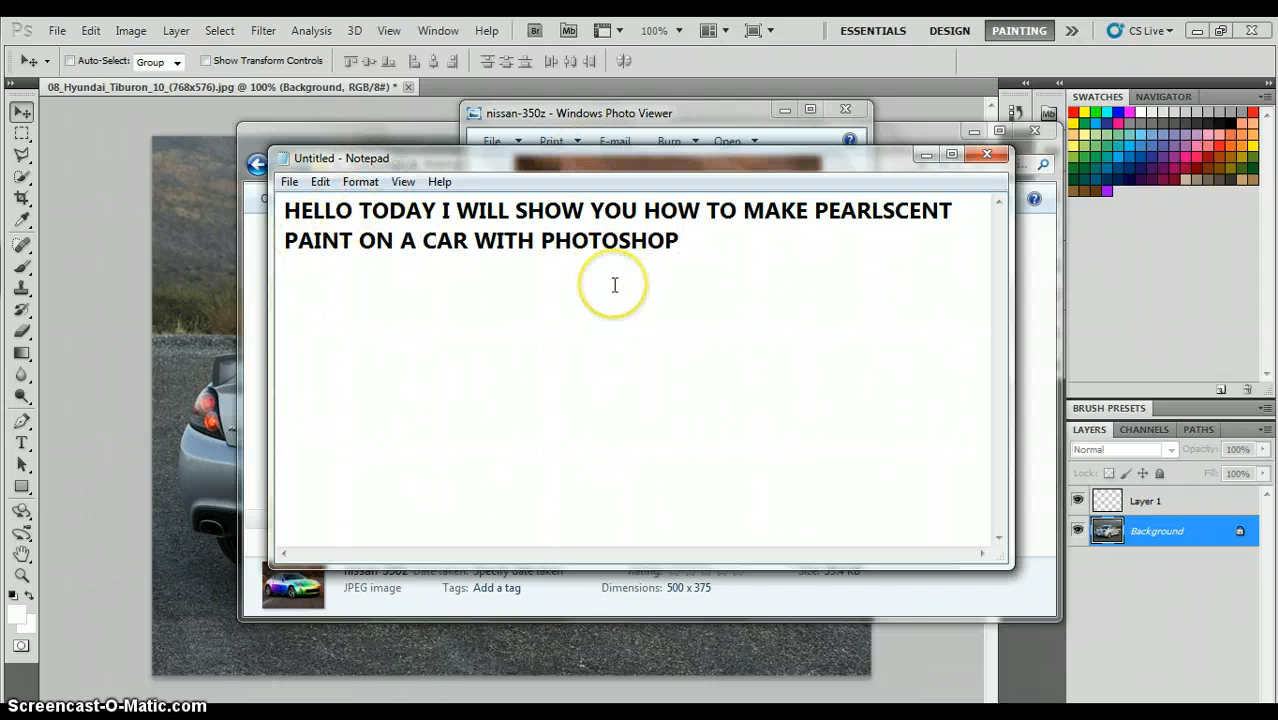 Ps File Edit Image Layer Select Filter Analysis 3D View Window Help Br Mb 100% ESSENTIALS DESIGN PAINTING CS Live
Auto-Select: Group Show Transform Controls
08_Hyundai_Tiburon_10_(768x576).jpg @ 100% (Background, RGB/8#) *
SWATCHES NAVIGATOR
Mb
nissan-350z - Windows Photo Viewer
File Print E-mail Burn Open
Untitled - Notepad
File Edit Format View Help
HELLO TODAY I WILL SHOW YOU HOW TO MAKE PEARLSCENT
PAINT ON A CAR WITH PHOTOSHOP
BRUSH PRESETS
LAYERS CHANNELS PATHS
Normal Opacity: 100%
Lock: Fill: 100%
Layer 1
Background
nissan-350z Date taken: Specify date taken Rating: Size: 35.4 KB
JPEG image Tags: Add a tag Dimensions: 500 x 375
Screencast-O-Matic.com